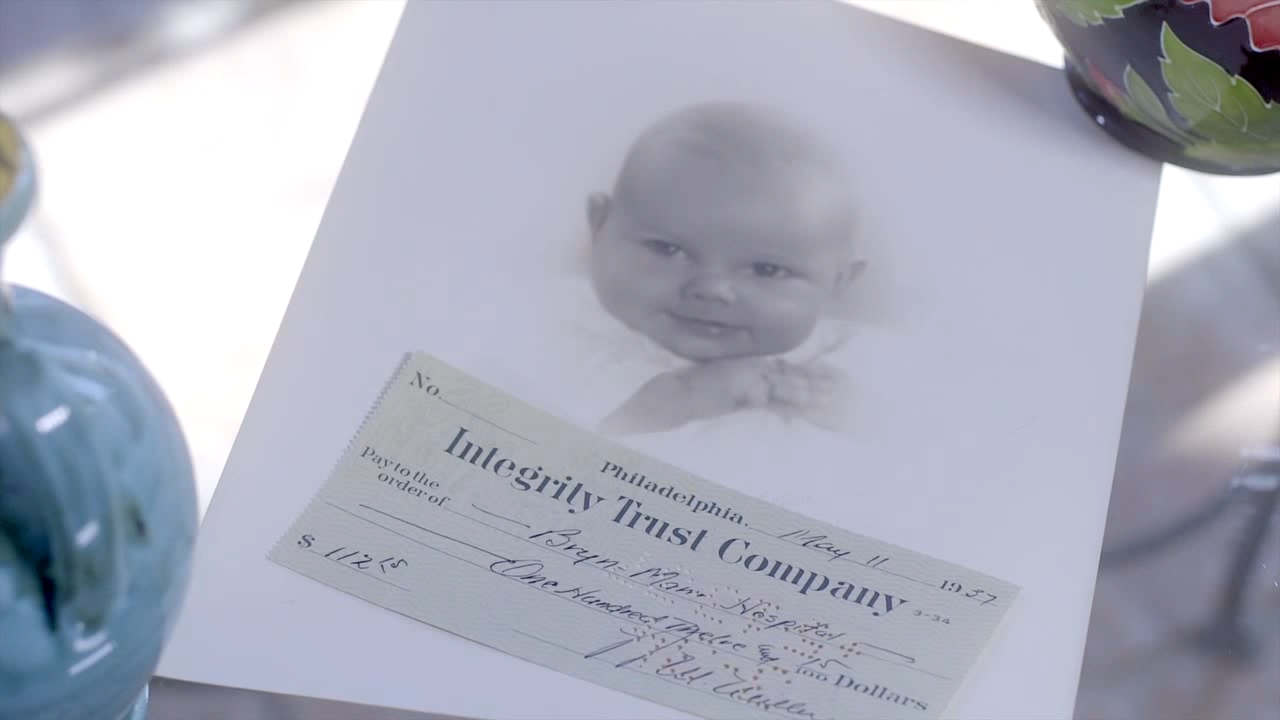 No.
Philadelphia, May 11 1937
Integrity Trust Company 3-34
Pay to the order of Bryn-Mawr Hospital
$ 112 15
One Hundred Twelve and 15/100 Dollars